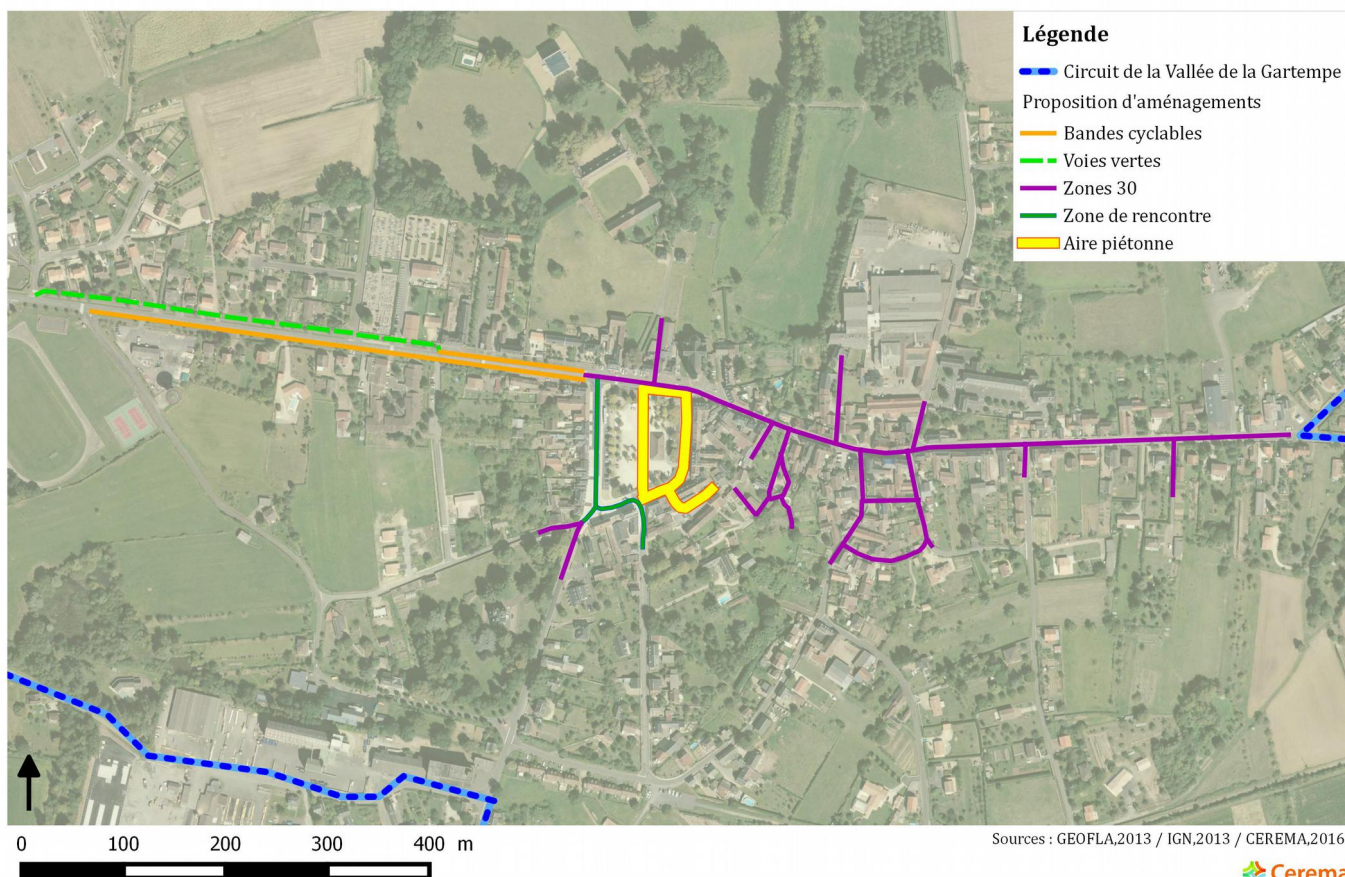 Légende
Circuit de la Vallée de la Gartempe
Proposition d'aménagements
Bandes cyclables
Voies vertes
Zones 30
Zone de rencontre
Aire piétonne
0 100 200 300 400 m
Sources : GEOFLA,2013 / IGN,2013 / CEREMA,2016
Cerema